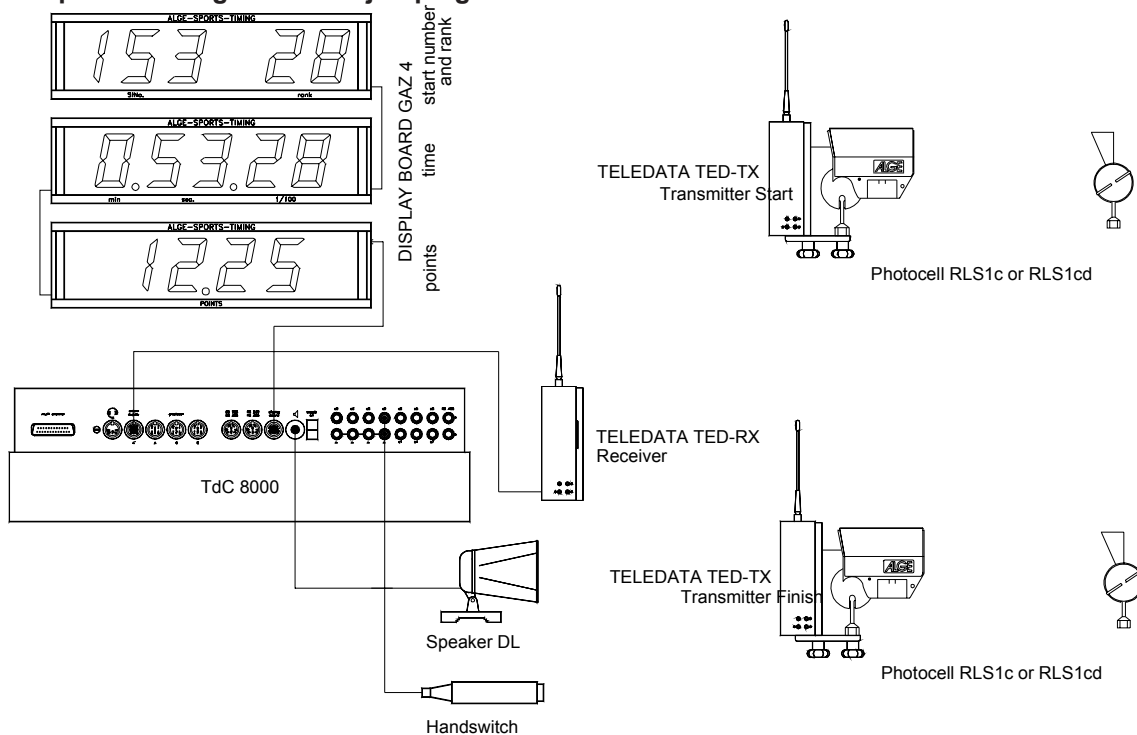 ALGE-SPORTS-TIMING
153 28
StNo. rank
ALGE-SPORTS-TIMING
0.53.28
min sec. 1/100
ALGE-SPORTS-TIMING
12.25
POINTS
DISPLAY BOARD GAZ 4
start number
and rank
time
points
TELEDATA TED-TX
Transmitter Start
ALGE
Photocell RLS1c or RLS1cd
TELEDATA TED-RX
Receiver
TdC 8000
Speaker DL
Handswitch
TELEDATA TED-TX
Transmitter Finish
ALGE
Photocell RLS1c or RLS1cd